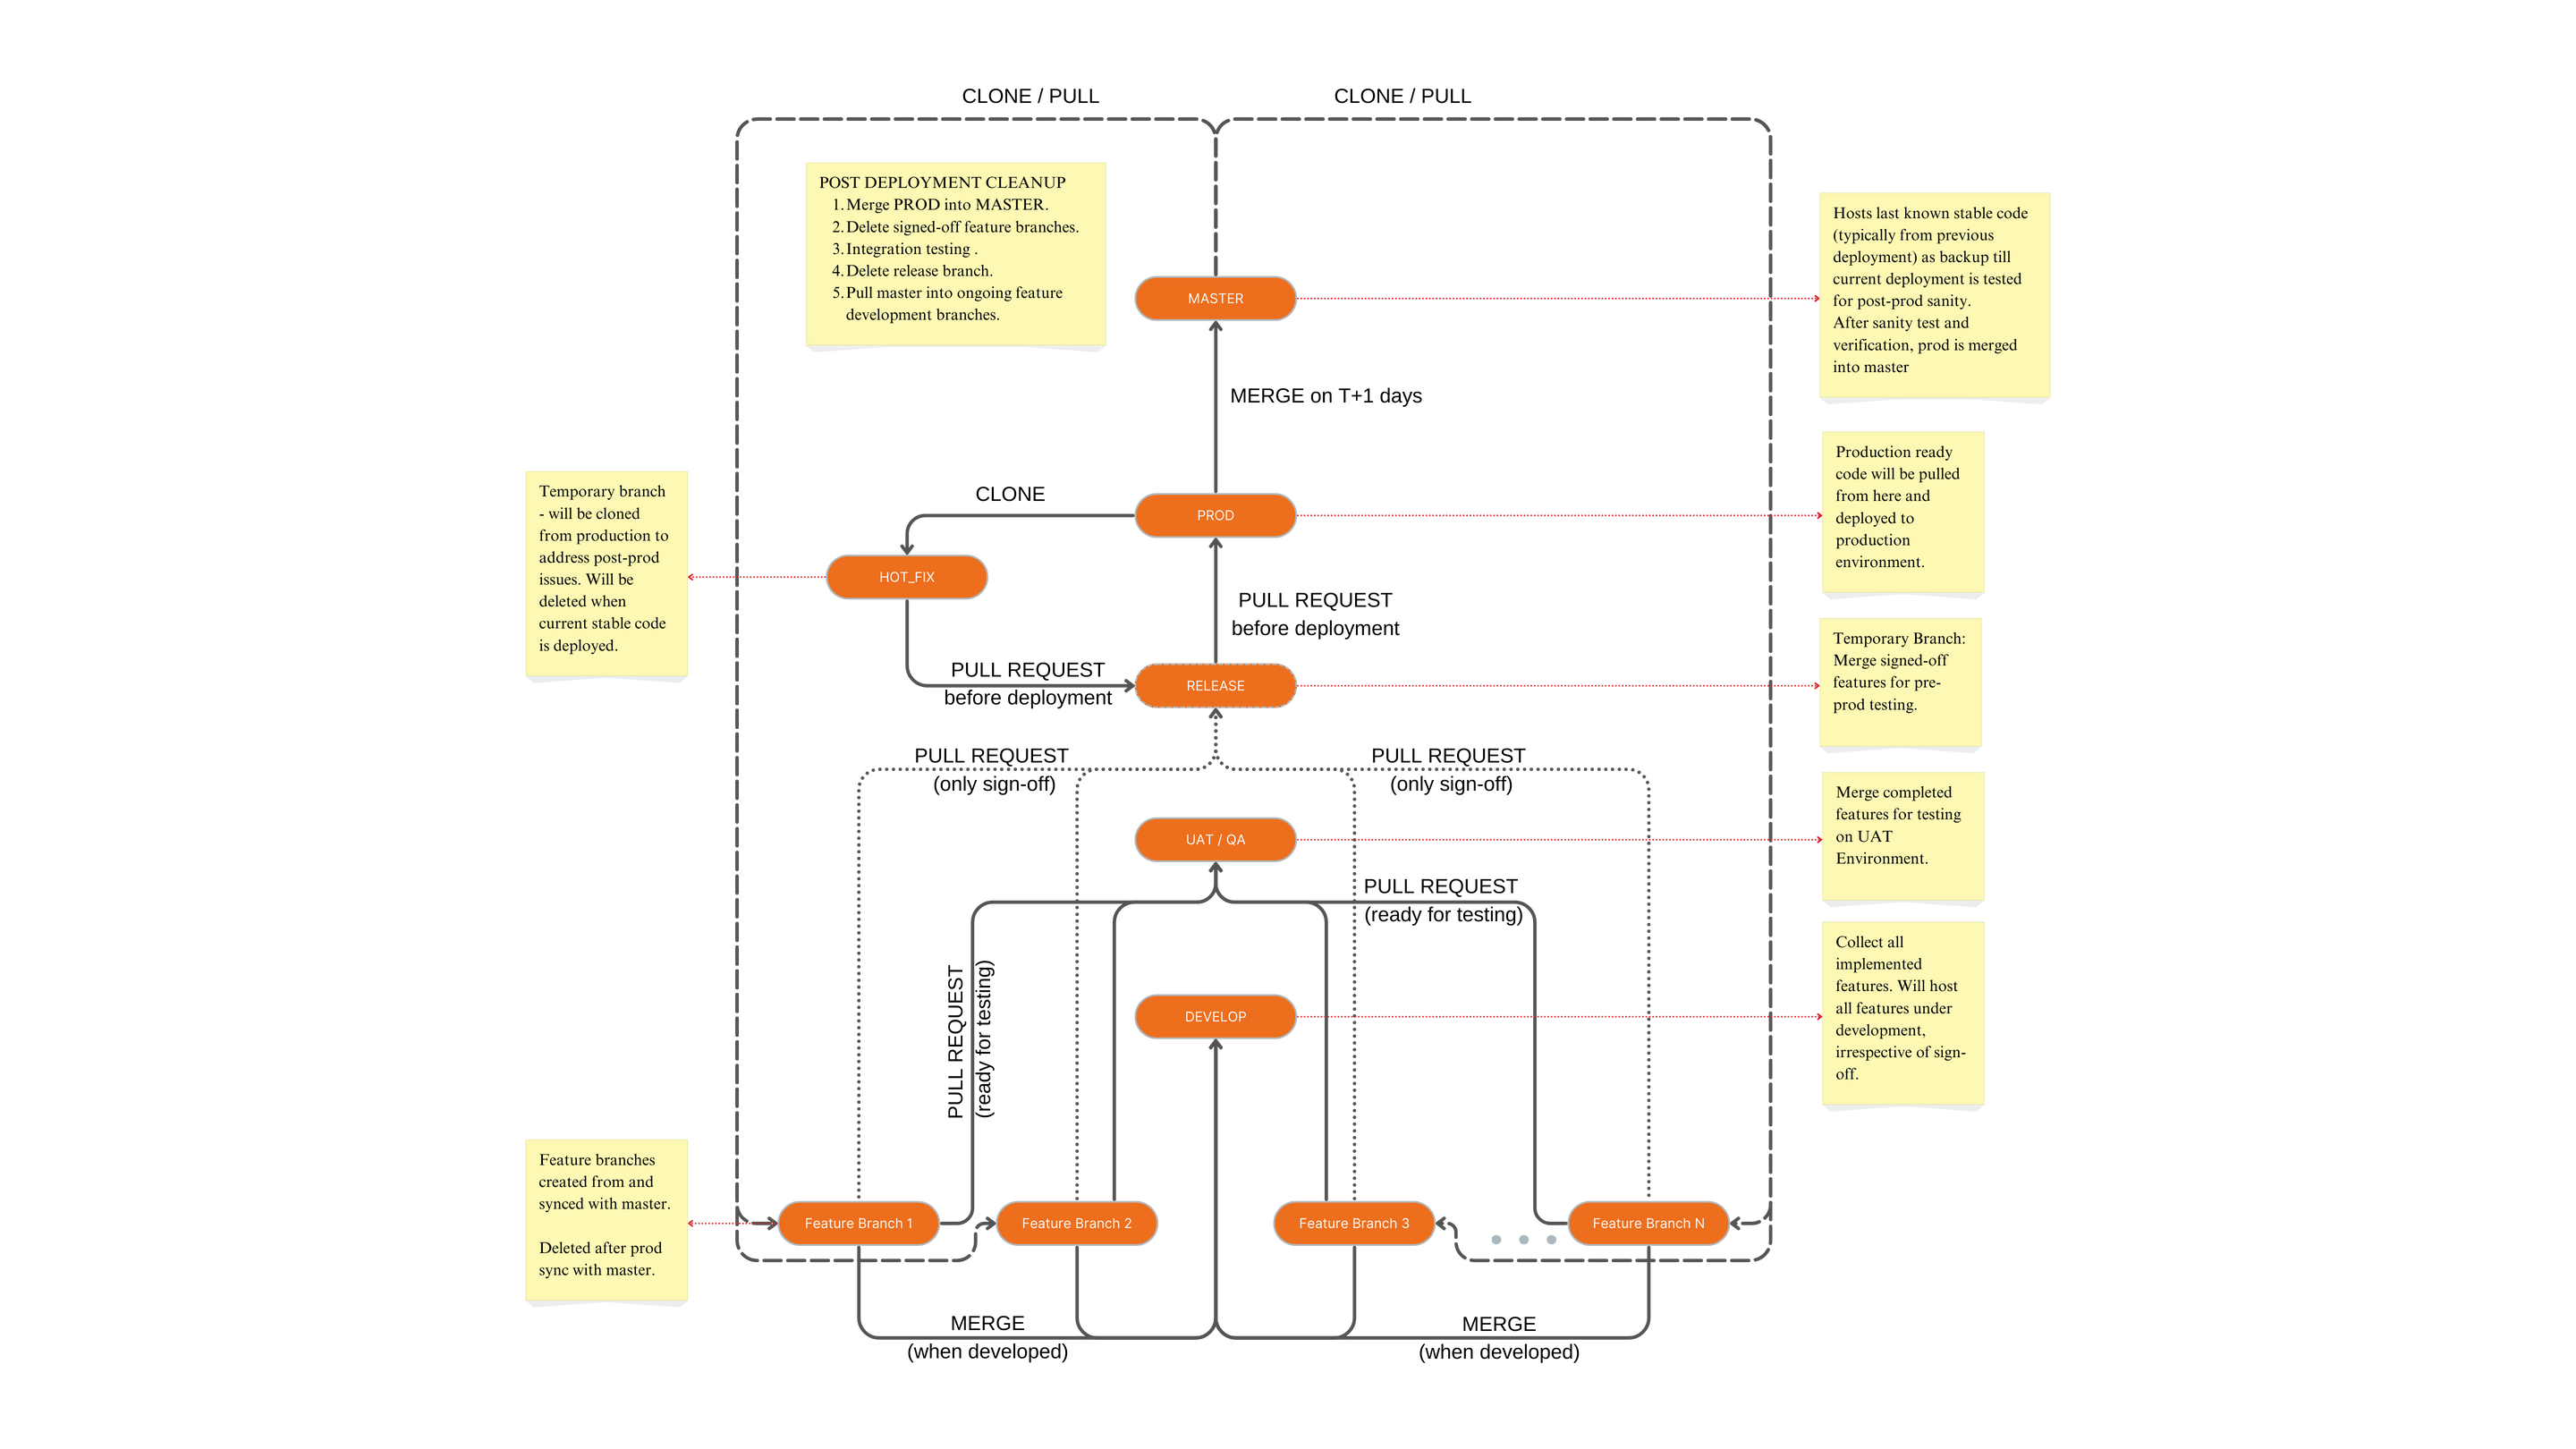 CLONE / PULL
CLONE / PULL
POST DEPLOYMENT CLEANUP
1. Merge PROD into MASTER.
2. Delete signed-off feature branches.
3. Integration testing .
4. Delete release branch.
5. Pull master into ongoing feature
development branches.
Hosts last known stable code
(typically from previous
deployment) as backup till
current deployment is tested
for post-prod sanity.
After sanity test and
verification, prod is merged
into master
MASTER
MERGE on T+1 days
Production ready
code will be pulled
from here and
deployed to
production
environment.
Temporary branch
- will be cloned
from production to
address post-prod
issues. Will be
deleted when
current stable code
is deployed.
CLONE
PROD
HOT_FIX
PULL REQUEST
before deployment
PULL REQUEST
before deployment
RELEASE
Temporary Branch:
Merge signed-off
features for pre-
prod testing.
PULL REQUEST
(only sign-off)
PULL REQUEST
(only sign-off)
UAT / QA
Merge completed
features for testing
on UAT
Environment.
PULL REQUEST
(ready for testing)
PULL REQUEST
(ready for testing)
DEVELOP
Collect all
implemented
features. Will host
all features under
development,
irrespective of sign-
off.
Feature branches
created from and
synced with master.
Deleted after prod
sync with master.
Feature Branch 1
Feature Branch 2
Feature Branch 3
Feature Branch N
MERGE
(when developed)
MERGE
(when developed)